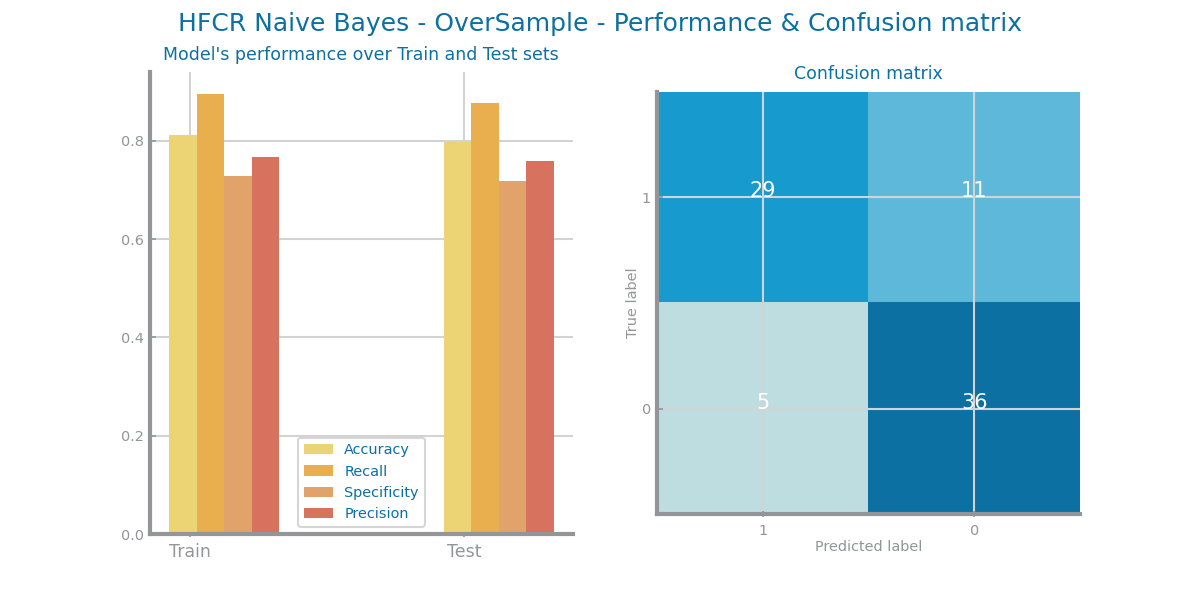 HFCR Naive Bayes - OverSample - Performance & Confusion matrix
Model's performance over Train and Test sets
0.8
0.6
0.4
0.2
0.0
Train
Test
Accuracy
Recall
Specificity
Precision
Confusion matrix
True label
1
0
29
11
5
36
1
0
Predicted label